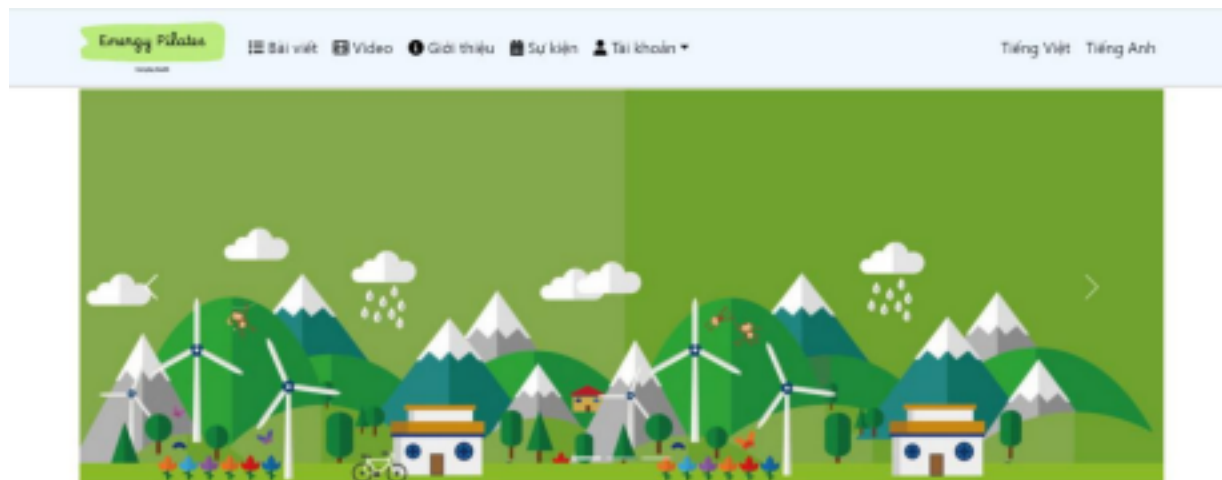 Energy Pilates
Bài viết Video Giới thiệu Sự kiện Tài khoản Tiếng Việt Tiếng Anh